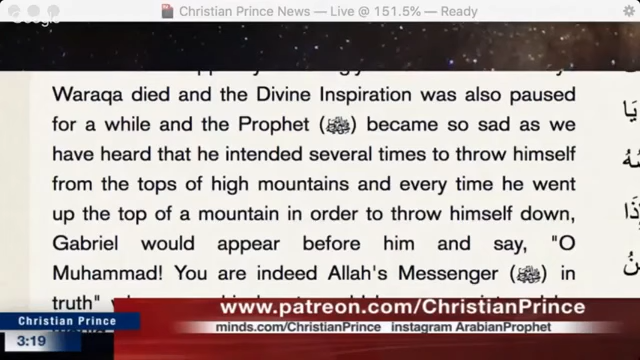 Christian Prince News — Live @ 151.5% — Ready
Google
Waraqa died and the Divine Inspiration was also paused
for a while and the Prophet (ﷺ) became so sad as we
have heard that he intended several times to throw himself
from the tops of high mountains and every time he went
up the top of a mountain in order to throw himself down,
Gabriel would appear before him and say, "O
Muhammad! You are indeed Allah's Messenger (ﷺ) in
truth"
www.patreon.com/ChristianPrince
minds.com/ChristianPrince instagram ArabianProphet
Christian Prince
3:19